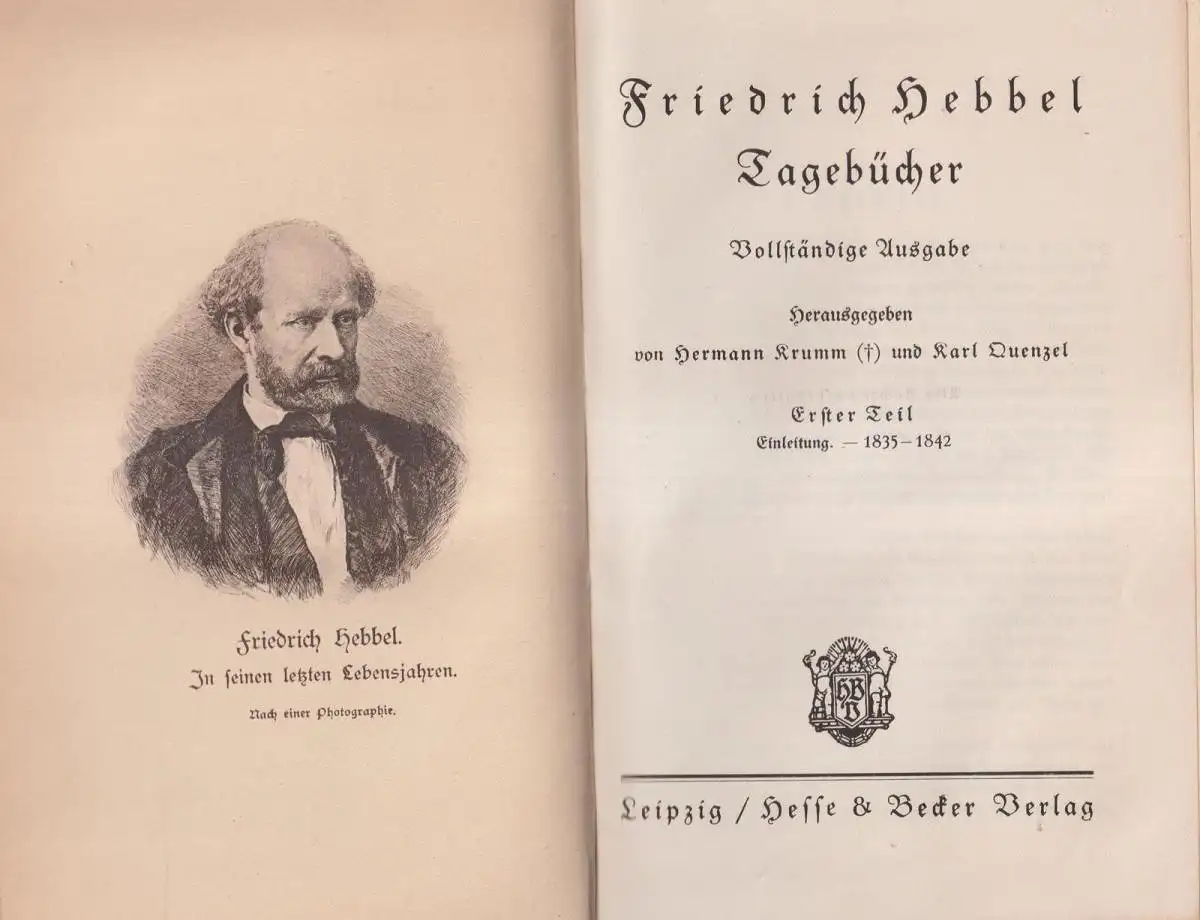 Friedrich Hebbel.
In seinen letzten Lebensjahren.
Nach einer Photographie.
Friedrich Hebbel
Tagebücher
Vollständige Ausgabe
Herausgegeben
von Hermann Krumm (†) und Karl Quenzel
Erster Teil
Einleitung. — 1835–1842
HB
V
Leipzig / Hesse & Becker Verlag